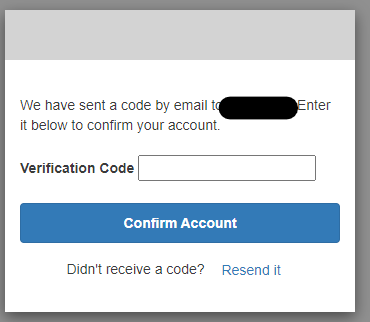 We have sent a code by email to Enter
it below to confirm your account.
Verification Code
Confirm Account
Didn't receive a code? Resend it